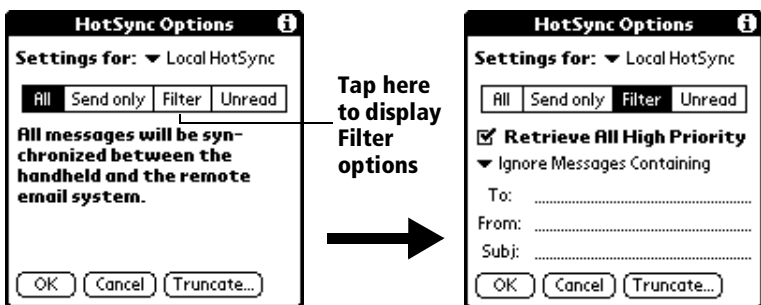 HotSync Options
Settings for: Local HotSync
All Send only Filter Unread
All messages will be syn-
chronized between the
handheld and the remote
email system.
OK Cancel Truncate...
Tap here
to display
Filter
options
HotSync Options
Settings for: Local HotSync
All Send only Filter Unread
Retrieve All High Priority
Ignore Messages Containing
To:
From:
Subj:
OK Cancel Truncate...